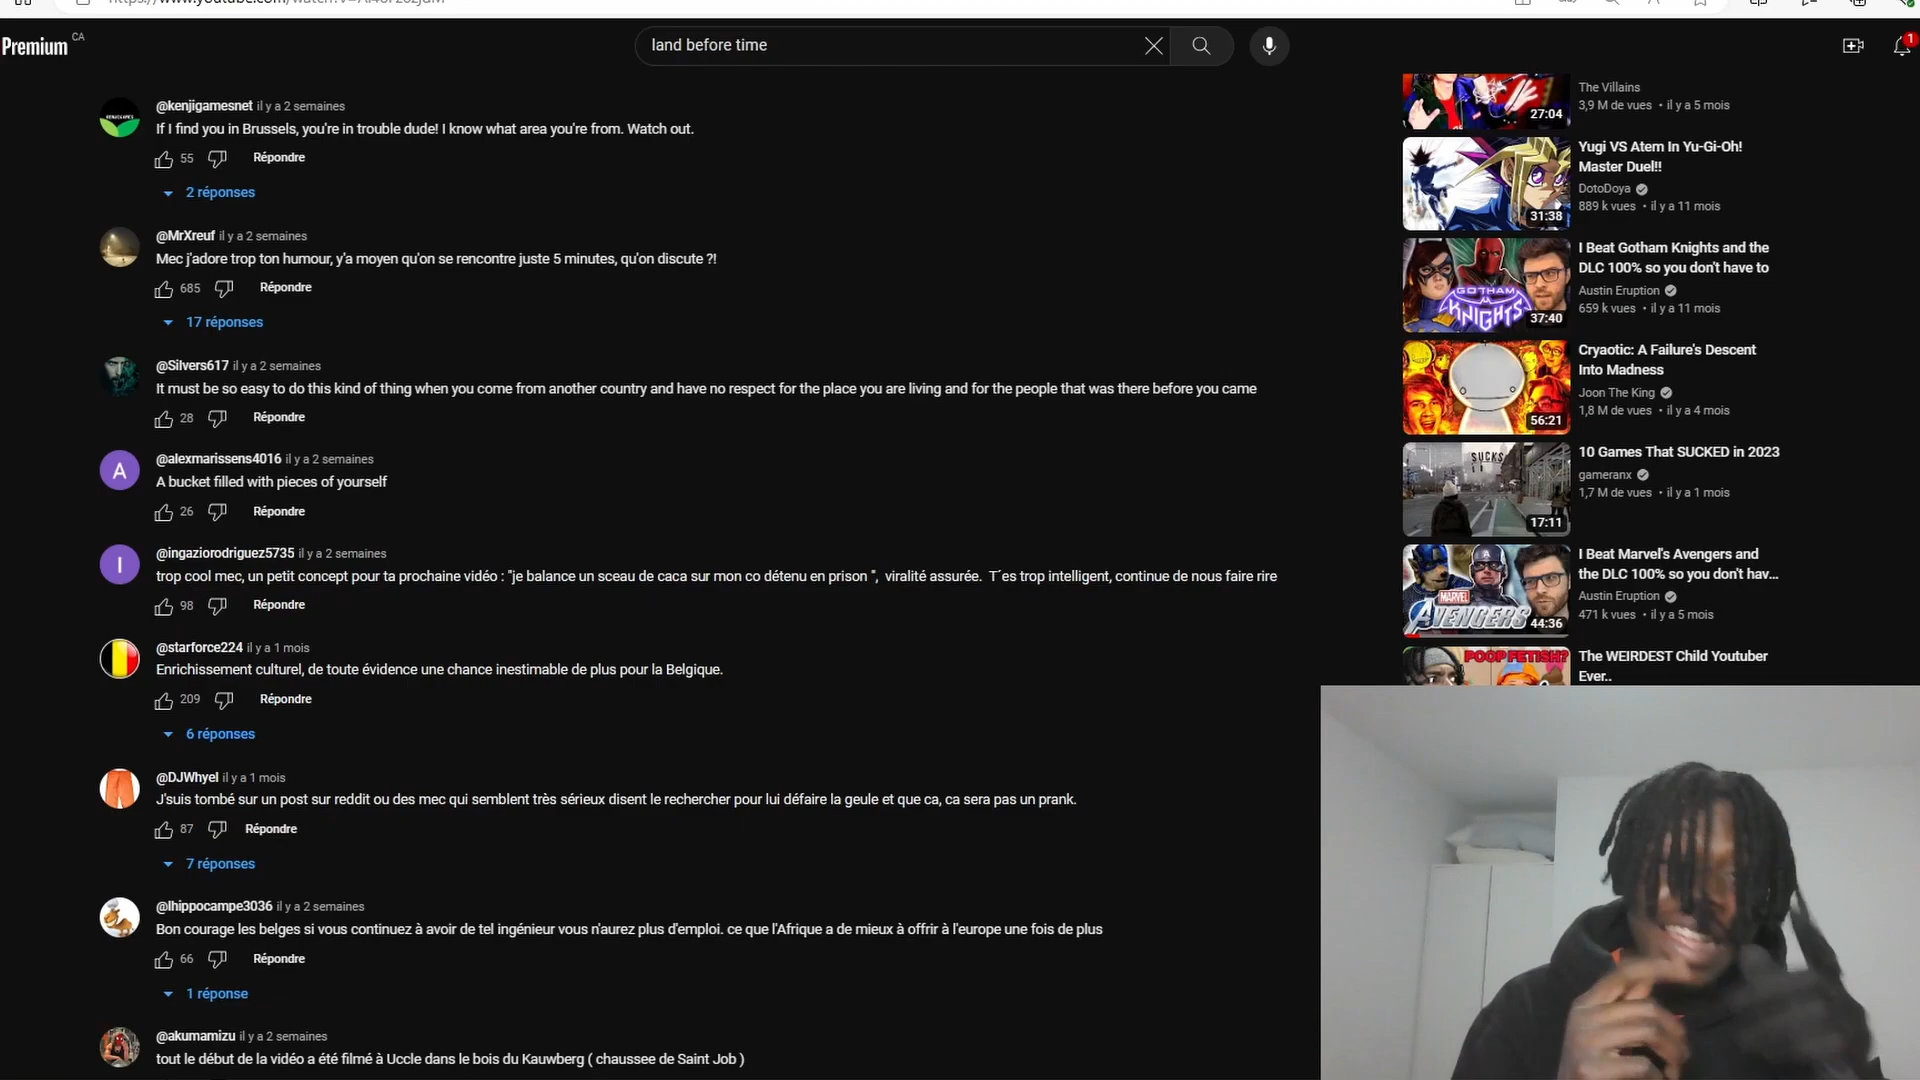 Premium CA
land before time
1
@kenjigamesnet il y a 2 semaines
If I find you in Brussels, you're in trouble dude! I know what area you're from. Watch out.
55 Répondre
2 réponses
@MrXreuf il y a 2 semaines
Mec j'adore trop ton humour, y'a moyen qu'on se rencontre juste 5 minutes, qu'on discute ?!
685 Répondre
17 réponses
@Silvers617 il y a 2 semaines
It must be so easy to do this kind of thing when you come from another country and have no respect for the place you are living and for the people that was there before you came
28 Répondre
A
@alexmarissens4016 il y a 2 semaines
A bucket filled with pieces of yourself
26 Répondre
I
@ingaziorodriguez5735 il y a 2 semaines
trop cool mec, un petit concept pour ta prochaine vidéo : "je balance un sceau de caca sur mon co détenu en prison ", viralité assurée. T´es trop intelligent, continue de nous faire rire
98 Répondre
@starforce224 il y a 1 mois
Enrichissement culturel, de toute évidence une chance inestimable de plus pour la Belgique.
209 Répondre
6 réponses
@DJWhyel il y a 1 mois
J'suis tombé sur un post sur reddit ou des mec qui semblent très sérieux disent le rechercher pour lui défaire la geule et que ca, ca sera pas un prank.
87 Répondre
7 réponses
@lhippocampe3036 il y a 2 semaines
Bon courage les belges si vous continuez à avoir de tel ingénieur vous n'aurez plus d'emploi. ce que l'Afrique a de mieux à offrir à l'europe une fois de plus
66 Répondre
1 réponse
@akumamizu il y a 2 semaines
tout le début de la vidéo a été filmé à Uccle dans le bois du Kauwberg ( chaussee de Saint Job )
27:04
The Villains
3,9 M de vues • il y a 5 mois
31:38
Yugi VS Atem In Yu-Gi-Oh!
Master Duel!!
DotoDoya
889 k vues • il y a 11 mois
GOTHAM
KNIGHTS
37:40
I Beat Gotham Knights and the
DLC 100% so you don't have to
Austin Eruption
659 k vues • il y a 11 mois
56:21
Cryaotic: A Failure's Descent
Into Madness
Joon The King
1,8 M de vues • il y a 4 mois
SUCKS
17:11
10 Games That SUCKED in 2023
gameranx
1,7 M de vues • il y a 1 mois
MARVEL
AVENGERS
44:36
I Beat Marvel's Avengers and
the DLC 100% so you don't hav...
Austin Eruption
471 k vues • il y a 5 mois
POOP FETISH?
The WEIRDEST Child Youtuber
Ever..